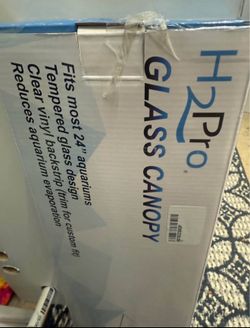 H2Pro®
GLASS CANOPY
Fits most 24" aquariums
Tempered glass design
Clear vinyl backstrip (trim for custom fit)
Reduces aquarium evaporation